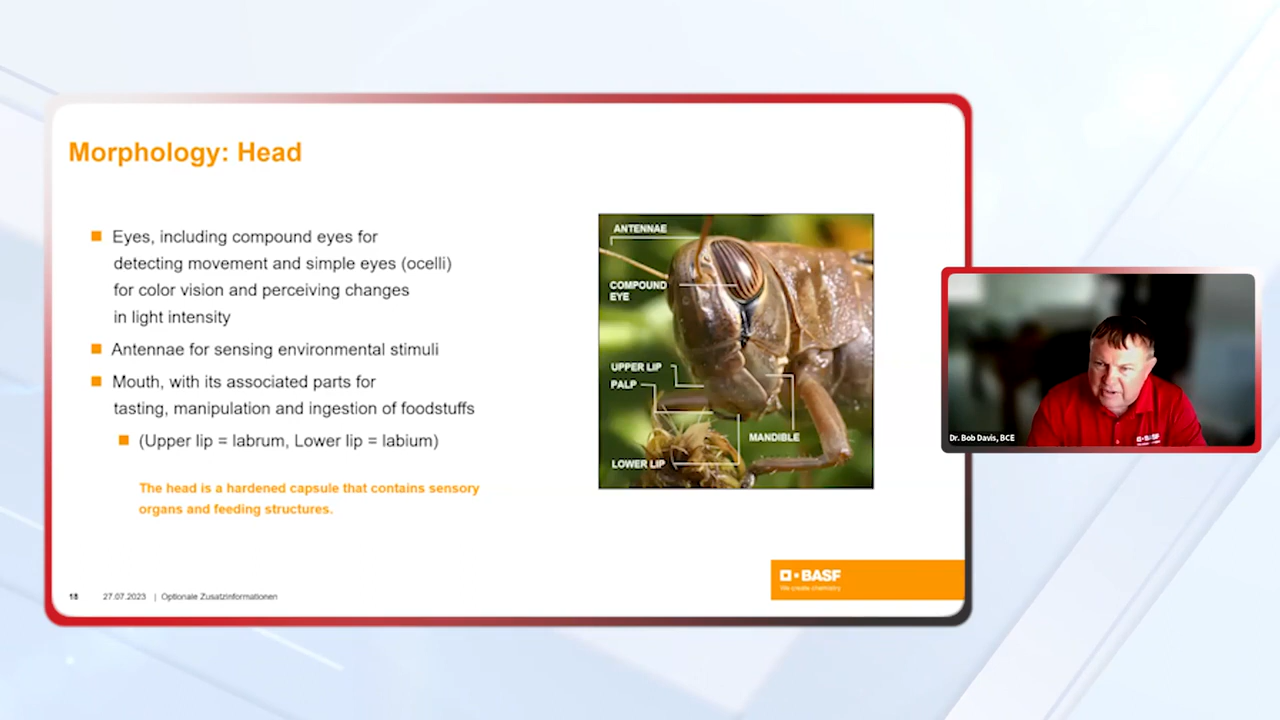 Morphology: Head
Eyes, including compound eyes for
detecting movement and simple eyes (ocelli)
for color vision and perceiving changes
in light intensity
Antennae for sensing environmental stimuli
Mouth, with its associated parts for
tasting, manipulation and ingestion of foodstuffs
(Upper lip = labrum, Lower lip = labium)
The head is a hardened capsule that contains sensory
organs and feeding structures.
ANTENNAE
COMPOUND
EYE
UPPER LIP
PALP
MANDIBLE
LOWER LIP
BASF
We create chemistry
18 27.07.2023 | Optionale Zusatzinformationen
Dr. Bob Davis, BCE
BASF